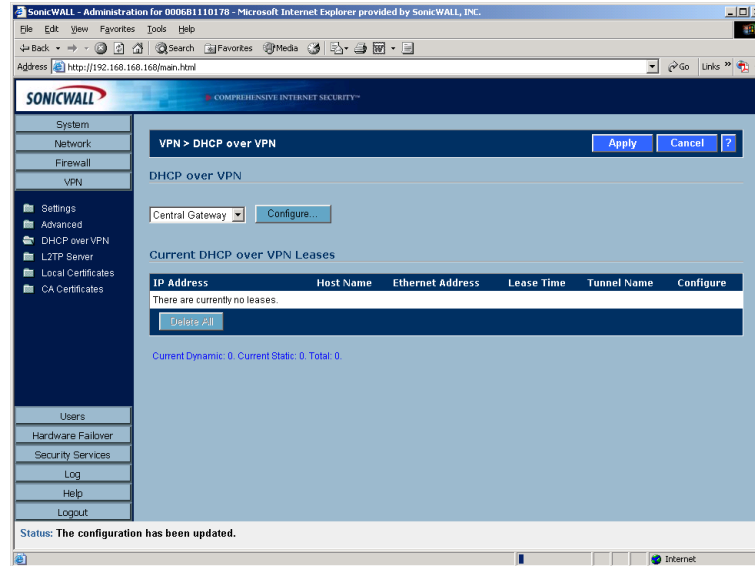 SonicWALL - Administration for 0006B1110178 - Microsoft Internet Explorer provided by SonicWALL, INC.
File Edit View Favorites Tools Help
Back Search Favorites Media
Address http://192.168.168.168/main.html Go Links »
SONICWALL COMPREHENSIVE INTERNET SECURITY™
System
Network
Firewall
VPN
Settings
Advanced
DHCP over VPN
L2TP Server
Local Certificates
CA Certificates
Users
Hardware Failover
Security Services
Log
Help
Logout
VPN > DHCP over VPN Apply Cancel ?
DHCP over VPN
Central Gateway Configure...
Current DHCP over VPN Leases
IP Address Host Name Ethernet Address Lease Time Tunnel Name Configure
There are currently no leases.
Delete All
Current Dynamic: 0. Current Static: 0. Total: 0.
Status: The configuration has been updated.
Internet